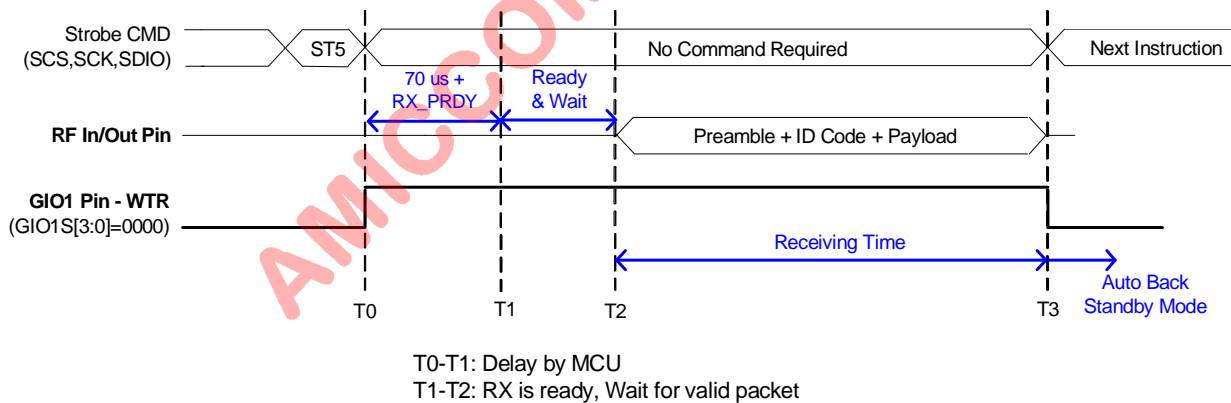 Strobe CMD
(SCS,SCK,SDIO)
ST5
No Command Required
Next Instruction
70 us +
RX_PRDY
Ready
& Wait
RF In/Out Pin
Preamble + ID Code + Payload
GIO1 Pin - WTR
(GIO1S[3:0]=0000)
Receiving Time
Auto Back
Standby Mode
T0
T1
T2
T3
T0-T1: Delay by MCU
T1-T2: RX is ready, Wait for valid packet
AMICCOM